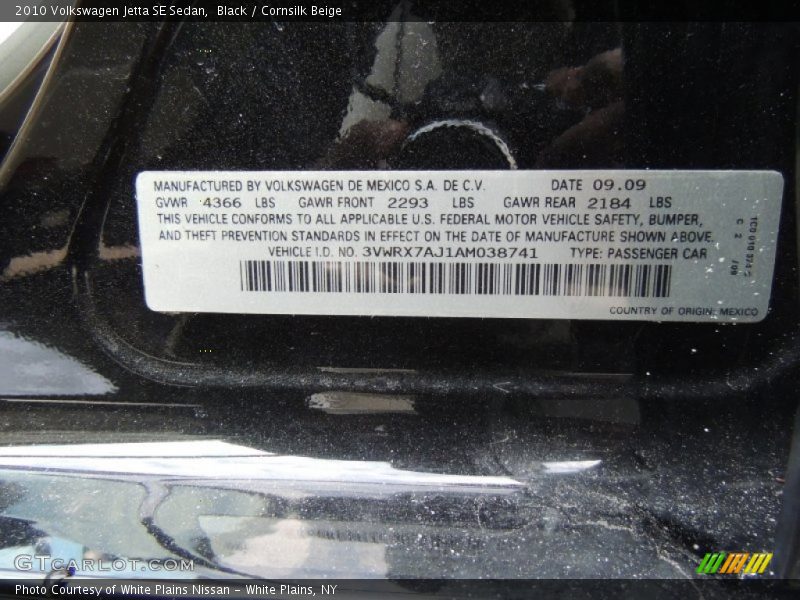 2010 Volkswagen Jetta SE Sedan,  Black / Cornsilk Beige
MANUFACTURED BY VOLKSWAGEN DE MEXICO S.A. DE C.V. DATE 09.09
GVWR 4366 LBS GAWR FRONT 2293 LBS GAWR REAR 2184 LBS
THIS VEHICLE CONFORMS TO ALL APPLICABLE U.S. FEDERAL MOTOR VEHICLE SAFETY, BUMPER,
AND THEFT PREVENTION STANDARDS IN EFFECT ON THE DATE OF MANUFACTURE SHOWN ABOVE.
VEHICLE I.D. NO. 3VWRX7AJ1AM038741 TYPE: PASSENGER CAR
COUNTRY OF ORIGIN: MEXICO
C 2 /09
GTCARLOT.COM
Photo Courtesy of White Plains Nissan - White Plains, NY